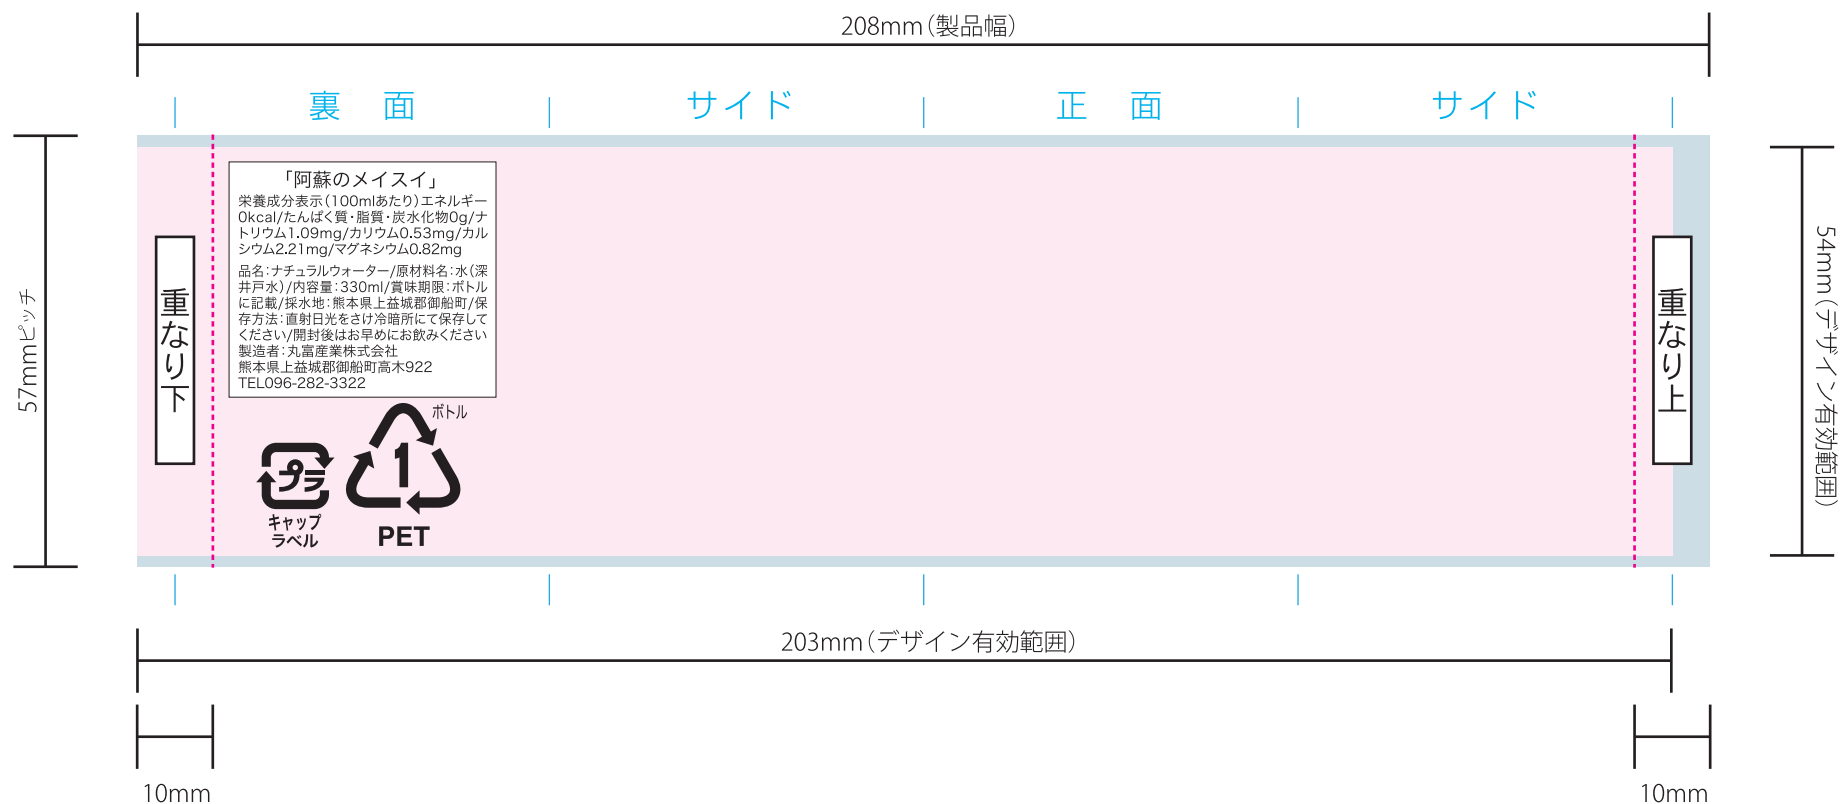 208mm（製品幅）
裏　面
サイド
正　面
サイド
「阿蘇のメイスイ」
栄養成分表示（100mlあたり）エネルギー
0kcal/たんぱく質・脂質・炭水化物0g/ナ
トリウム1.09mg/カリウム0.53mg/カル
シウム2.21mg/マグネシウム0.82mg
品名：ナチュラルウォーター/原材料名：水（深
井戸水）/内容量：330ml/賞味期限：ボトル
に記載/採水地：熊本県上益城郡御船町/保
存方法：直射日光をさけ冷暗所にて保存して
ください/開封後はお早めにお飲みください
製造者：丸富産業株式会社
熊本県上益城郡御船町高木922
TEL096-282-3322
重なり下
重なり上
57mmピッチ
54mm（デザイン有効範囲）
プラ
キャップ
ラベル
ボトル
1
PET
203mm（デザイン有効範囲）
10mm
10mm